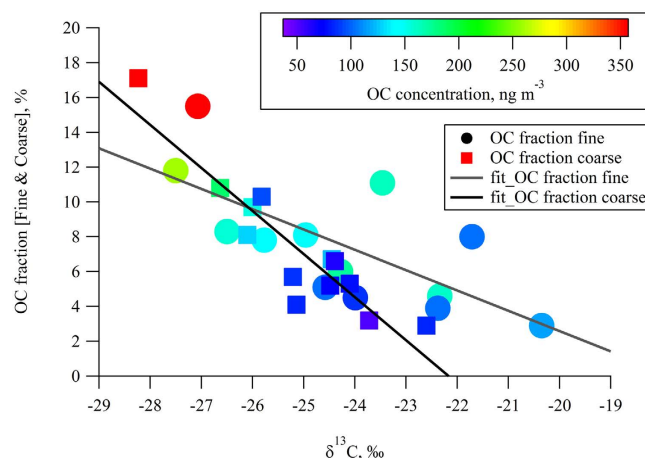 50 100 150 200 250 300 350
OC concentration, ng m⁻³
OC fraction fine
OC fraction coarse
fit_OC fraction fine
fit_OC fraction coarse
OC fraction [Fine & Coarse], %
20
18
16
14
12
10
8
6
4
2
0
-29 -28 -27 -26 -25 -24 -23 -22 -21 -20 -19
δ¹³C, ‰